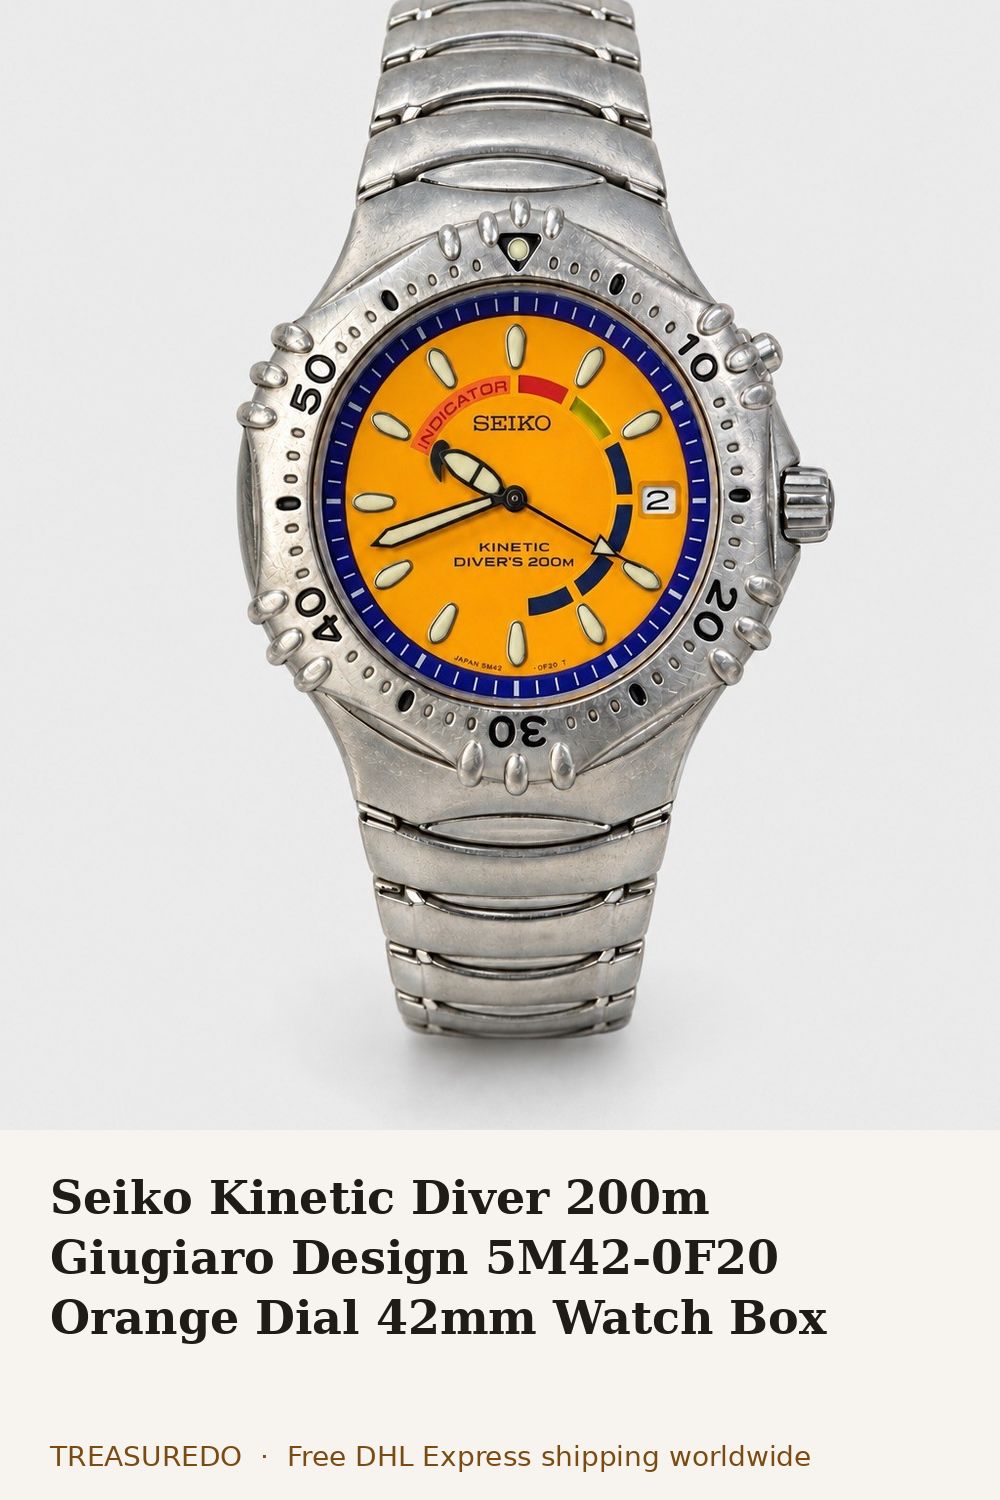 10
50
INDICATOR
SEIKO
2
KINETIC
DIVER'S 200M
40
20
JAPAN 5M42 - 0F20 T
30
Seiko Kinetic Diver 200m
Giugiaro Design 5M42-0F20
Orange Dial 42mm Watch Box
TREASUREDO · Free DHL Express shipping worldwide